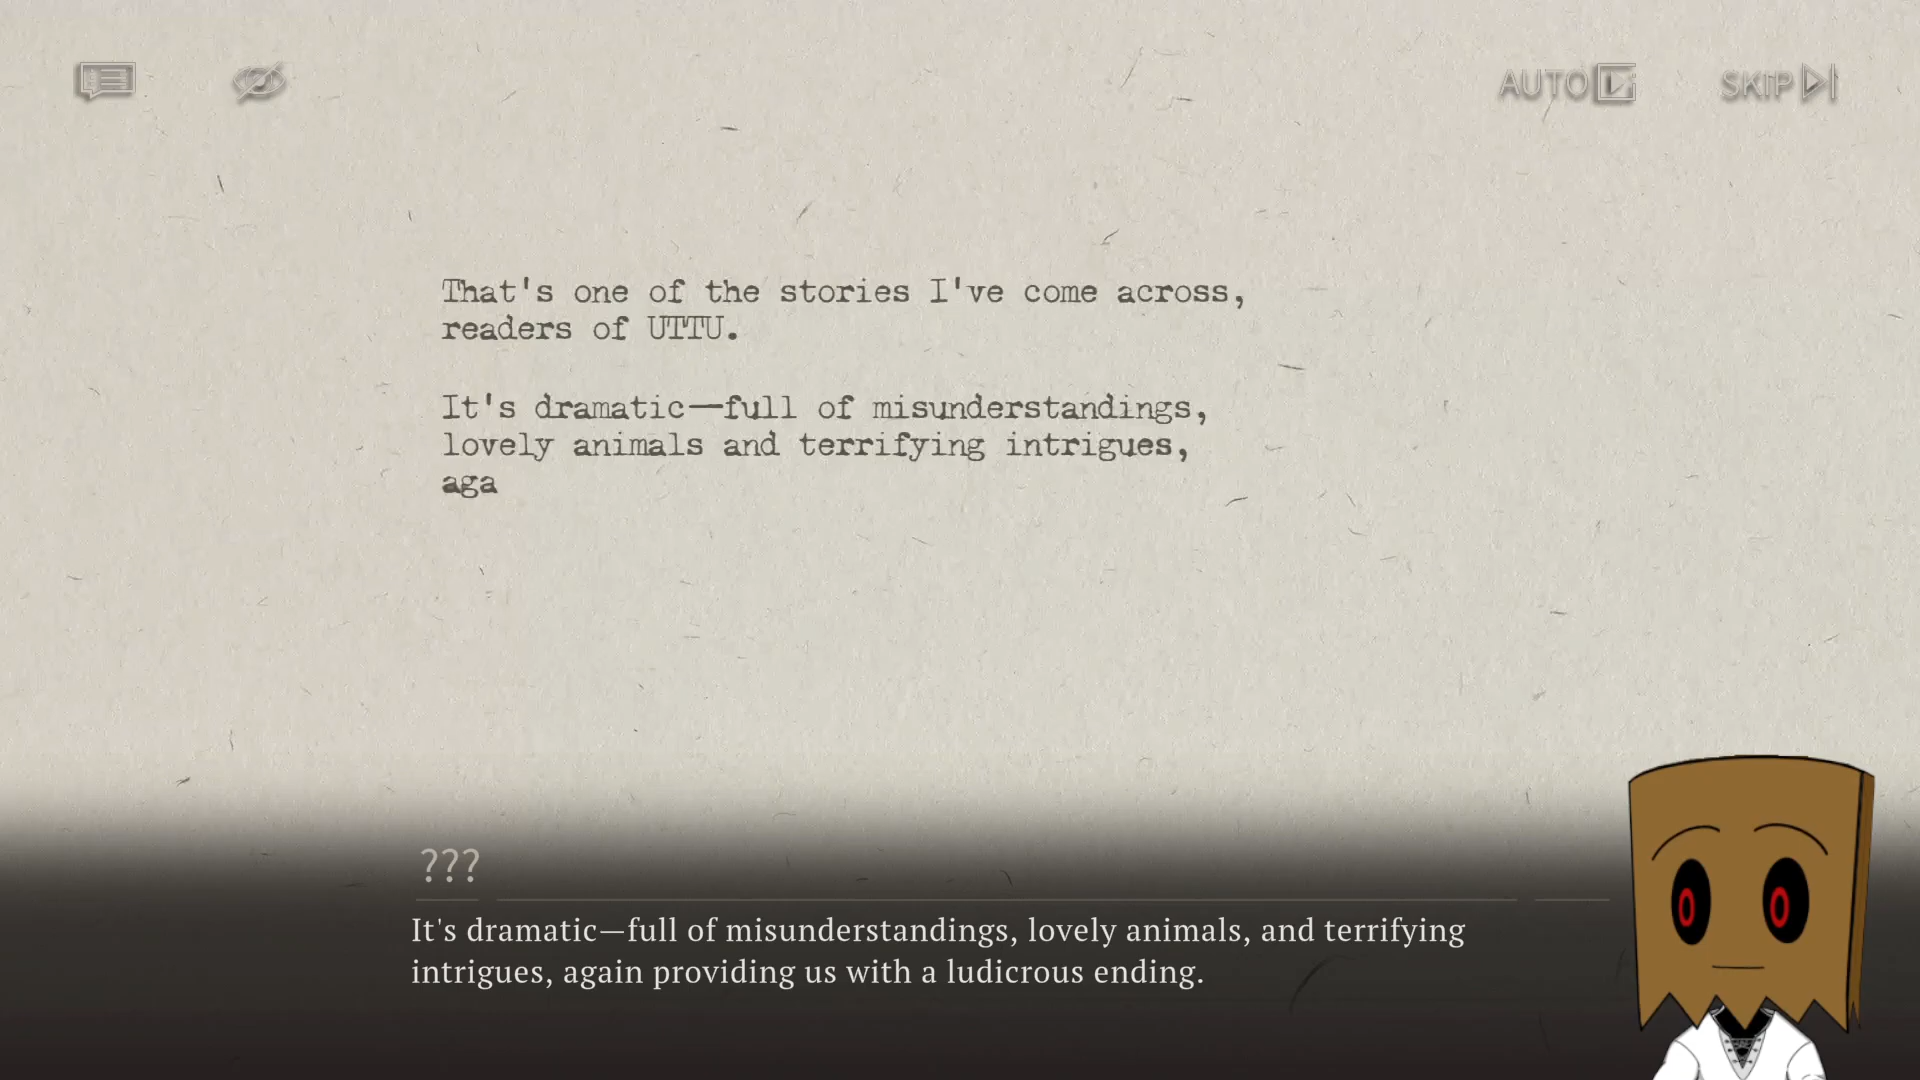 AUTO
SKIP
That's one of the stories I've come across,
readers of UTTU.
It's dramatic—full of misunderstandings,
lovely animals and terrifying intrigues,
aga
???
It's dramatic—full of misunderstandings, lovely animals, and terrifying
intrigues, again providing us with a ludicrous ending.